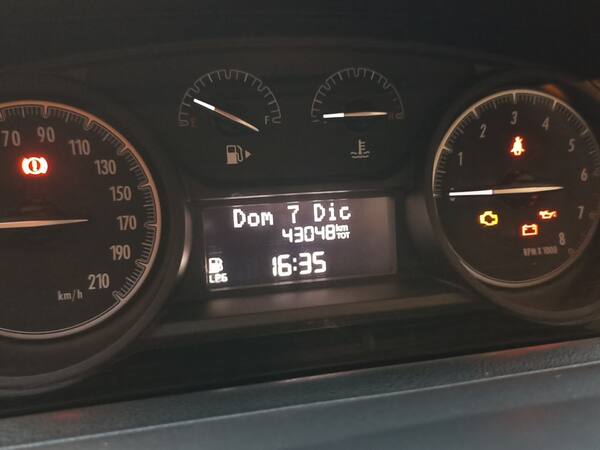 E F
H
70 90 110 130 150 170 190 210
km/h
Dom 7 Dic
43048 km
TOT
LPG
16:35
1 2 3 4 5 6 7 8
RPM X 1000